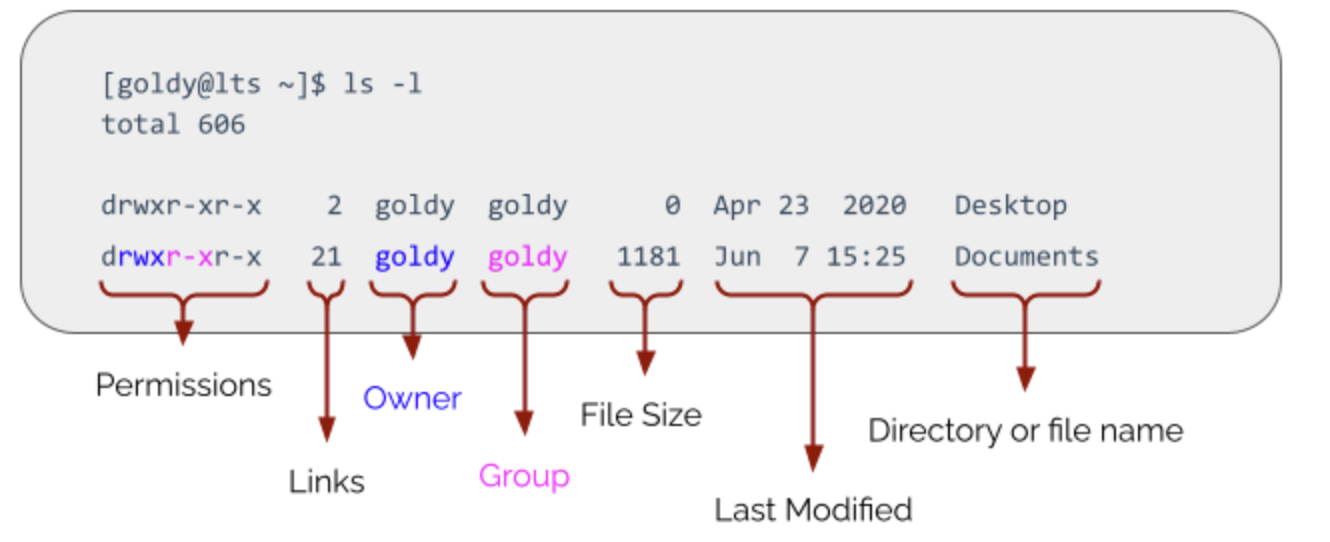 [goldy@lts ~]$ ls -l
total 606
drwxr-xr-x 2 goldy goldy 0 Apr 23 2020 Desktop
drwxr-xr-x 21 goldy goldy 1181 Jun 7 15:25 Documents
Permissions
Links
Owner
Group
File Size
Last Modified
Directory or file name